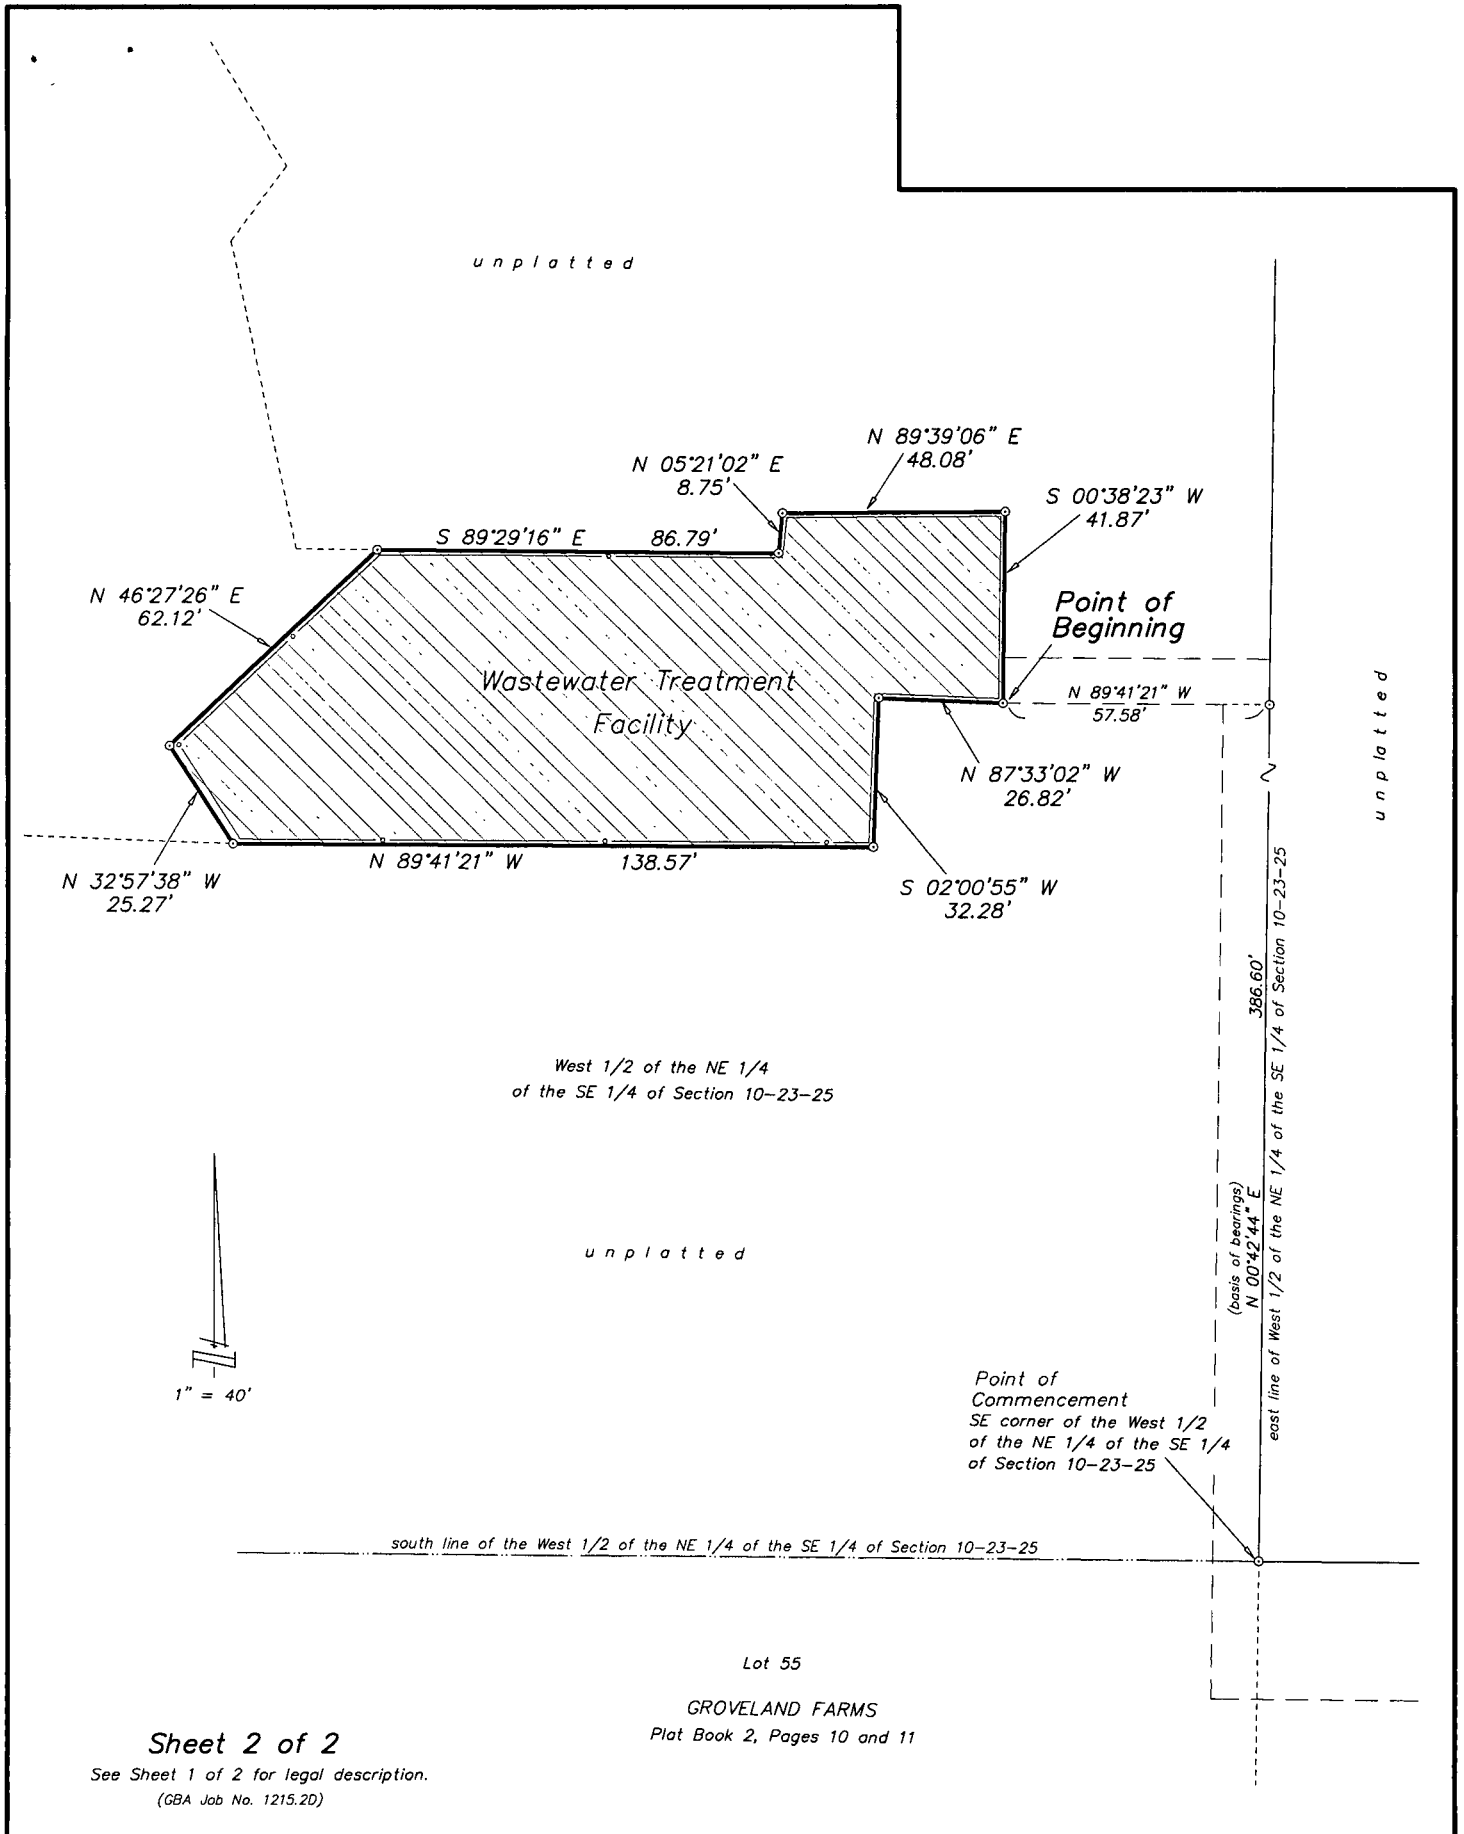 unplatted
N 89°39'06" E
48.08'
N 05°21'02" E
8.75'
S 00°38'23" W
41.87'
S 89°29'16" E 86.79'
N 46°27'26" E
62.12'
Point of
Beginning
Wastewater Treatment
Facility
N 89°41'21" W
57.58'
unplatted
N 87°33'02" W
26.82'
N 89°41'21" W 138.57'
N 32°57'38" W
25.27'
S 02°00'55" W
32.28'
386.60'
east line of West 1/2 of the NE 1/4 of the SE 1/4 of Section 10-23-25
West 1/2 of the NE 1/4
of the SE 1/4 of Section 10-23-25
(basis of bearings)
N 00°42'44" E
unplatted
1" = 40'
Point of
Commencement
SE corner of the West 1/2
of the NE 1/4 of the SE 1/4
of Section 10-23-25
south line of the West 1/2 of the NE 1/4 of the SE 1/4 of Section 10-23-25
Lot 55
GROVELAND FARMS
Plat Book 2, Pages 10 and 11
Sheet 2 of 2
See Sheet 1 of 2 for legal description.
(GBA Job No. 1215.2D)